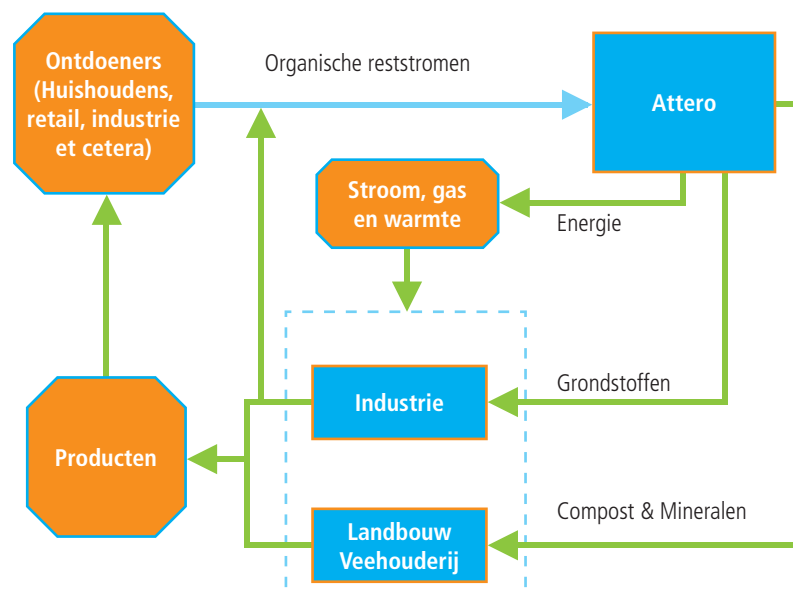 Ontdoeners
(Huishoudens,
retail, industrie
et cetera)
Organische reststromen
Attero
Stroom, gas
en warmte
Energie
Industrie
Grondstoffen
Producten
Landbouw
Veehouderij
Compost & Mineralen